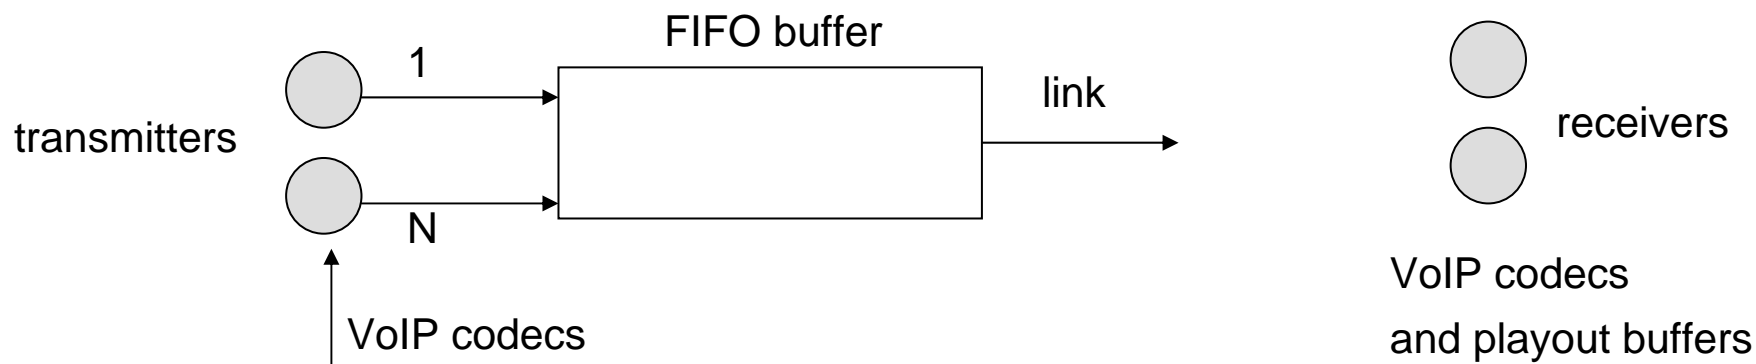 FIFO buffer
1
link
transmitters
receivers
N
VoIP codecs
VoIP codecs
and playout buffers